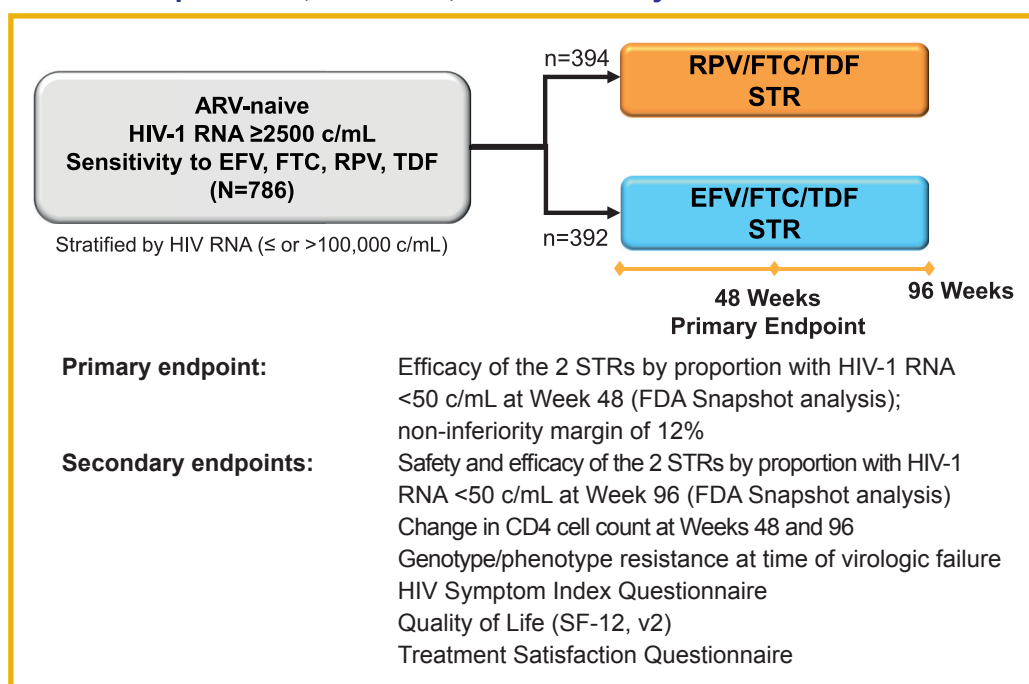 n=394
RPV/FTC/TDF
STR
ARV-naive
HIV-1 RNA ≥2500 c/mL
Sensitivity to EFV, FTC, RPV, TDF
(N=786)
Stratified by HIV RNA (≤ or >100,000 c/mL)
n=392
EFV/FTC/TDF
STR
48 Weeks
96 Weeks
Primary Endpoint
Primary endpoint: Efficacy of the 2 STRs by proportion with HIV-1 RNA
<50 c/mL at Week 48 (FDA Snapshot analysis);
non-inferiority margin of 12%
Secondary endpoints: Safety and efficacy of the 2 STRs by proportion with HIV-1
RNA <50 c/mL at Week 96 (FDA Snapshot analysis)
Change in CD4 cell count at Weeks 48 and 96
Genotype/phenotype resistance at time of virologic failure
HIV Symptom Index Questionnaire
Quality of Life (SF-12, v2)
Treatment Satisfaction Questionnaire